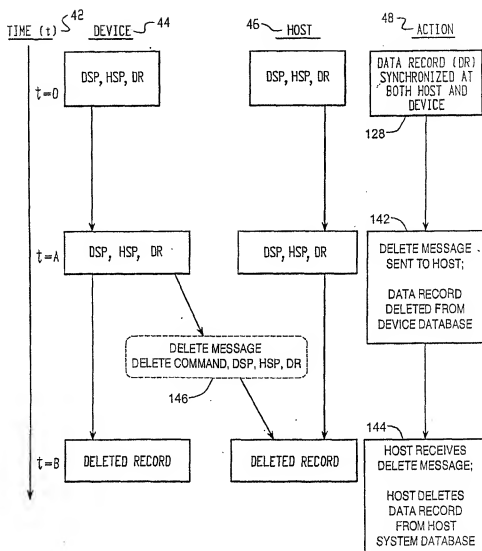 TIME (t) 42 DEVICE 44 46 HOST 48 ACTION
t=0
DSP, HSP, DR
DSP, HSP, DR
DATA RECORD (DR)
SYNCHRONIZED AT
BOTH HOST AND
DEVICE
128
t=A
DSP, HSP, DR
DSP, HSP, DR
142
DELETE MESSAGE
SENT TO HOST;
DATA RECORD
DELETED FROM
DEVICE DATABASE
DELETE MESSAGE
DELETE COMMAND, DSP, HSP, DR
146
t=B
DELETED RECORD
DELETED RECORD
144
HOST RECEIVES
DELETE MESSAGE;
HOST DELETES
DATA RECORD
FROM HOST
SYSTEM DATABASE